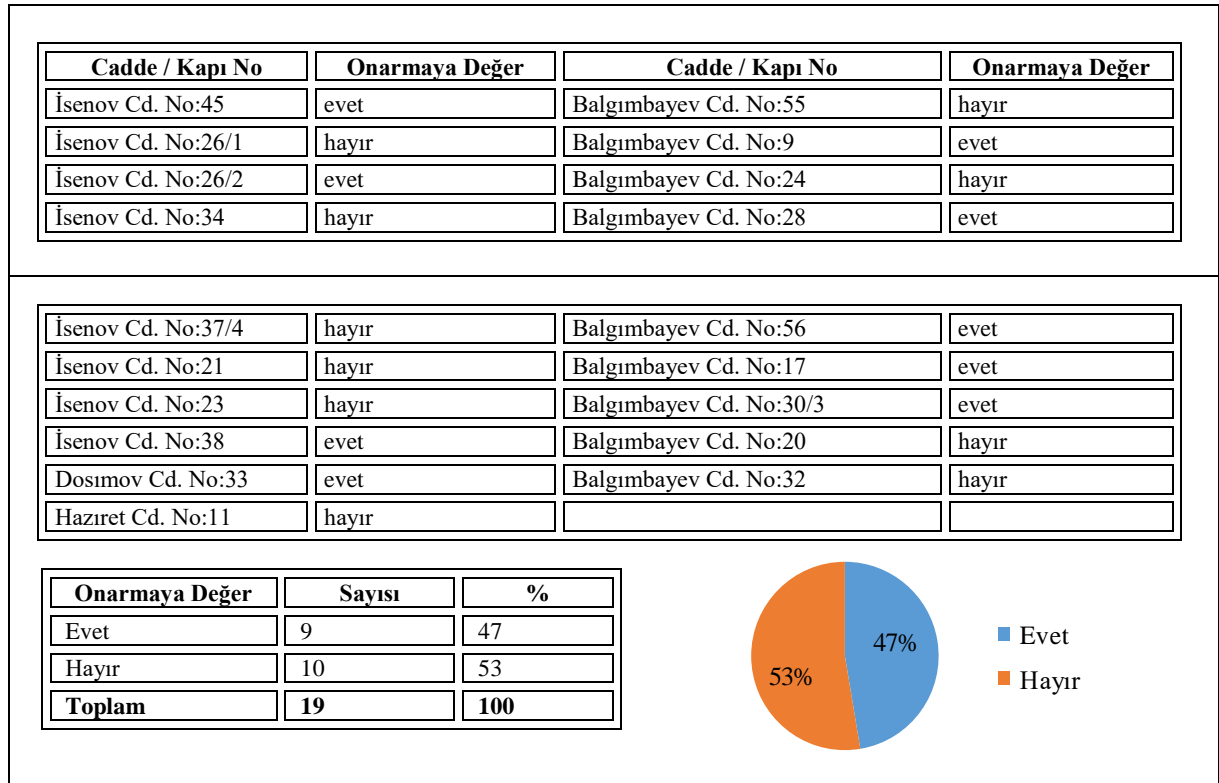 Cadde / Kapı No Onarmaya Değer Cadde / Kapı No Onarmaya Değer
İsenov Cd. No:45 evet Balgımbayev Cd. No:55 hayır
İsenov Cd. No:26/1 hayır Balgımbayev Cd. No:9 evet
İsenov Cd. No:26/2 evet Balgımbayev Cd. No:24 hayır
İsenov Cd. No:34 hayır Balgımbayev Cd. No:28 evet
İsenov Cd. No:37/4 hayır Balgımbayev Cd. No:56 evet
İsenov Cd. No:21 hayır Balgımbayev Cd. No:17 evet
İsenov Cd. No:23 hayır Balgımbayev Cd. No:30/3 evet
İsenov Cd. No:38 evet Balgımbayev Cd. No:20 hayır
Dosımov Cd. No:33 evet Balgımbayev Cd. No:32 hayır
Hazıret Cd. No:11 hayır
Onarmaya Değer Sayısı %
Evet 9 47
Hayır 10 53
Toplam 19 100
47%
53%
Evet
Hayır